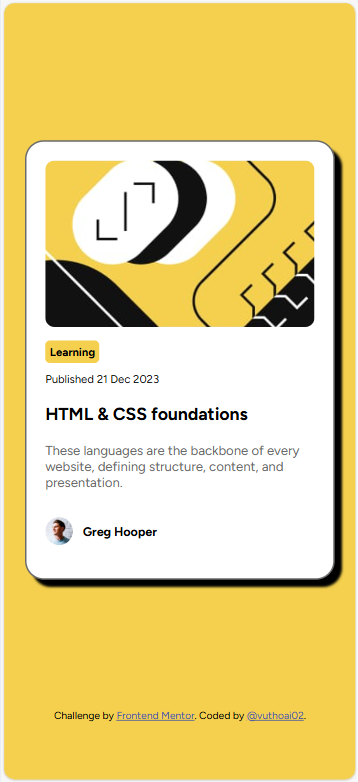 Learning
Published 21 Dec 2023
HTML & CSS foundations
These languages are the backbone of every
website, defining structure, content, and
presentation.
Greg Hooper
Challenge by Frontend Mentor. Coded by @vuthoai02.